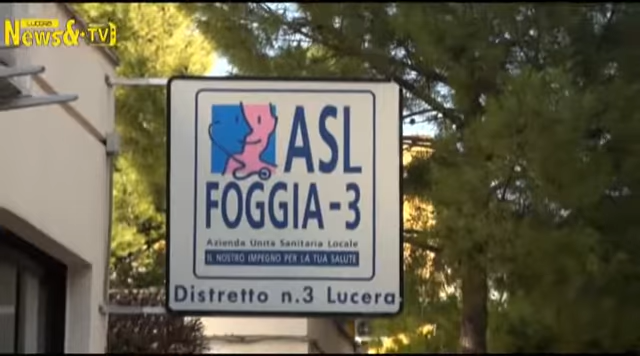 LUCERA
News&•TV
ASL
FOGGIA-3
Azienda Unità Sanitaria Locale
IL NOSTRO IMPEGNO PER LA TUA SALUTE
Distretto n.3 Lucera